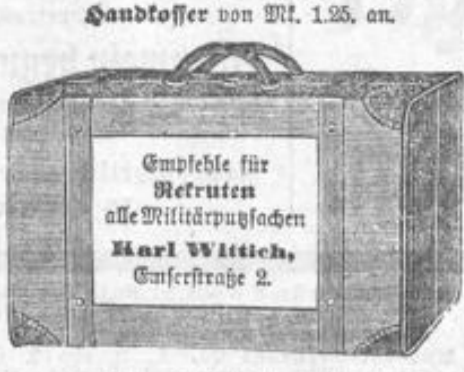 Handkoffer von Mk. 1.25. an.
Empfehle für
Rekruten
alle Militärputzsachen
Karl Wittich,
Emserstraße 2.